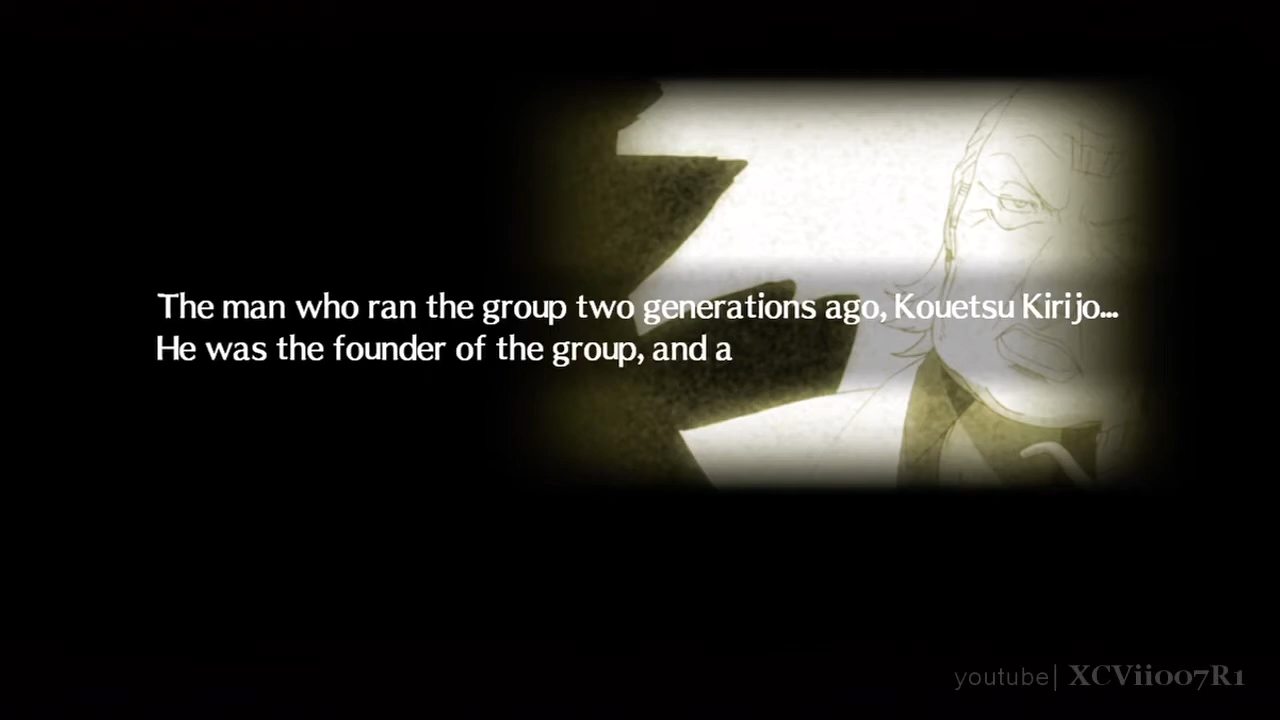 The man who ran the group two generations ago, Kouetsu Kirijo...
He was the founder of the group, and a
youtube| XCVii007R1